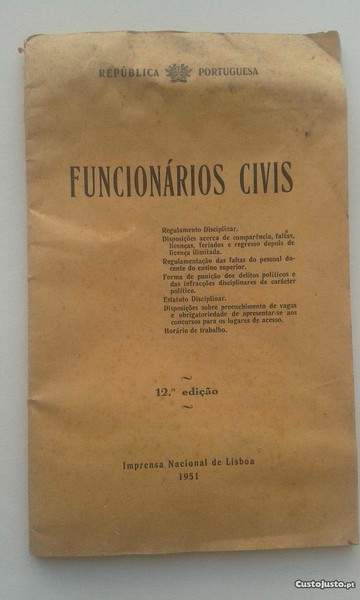 REPÚBLICA PORTUGUESA
FUNCIONÁRIOS CIVIS
Regulamento Disciplinar.
Disposições acerca de comparência, faltas,
licenças, feriados e regresso depois de
licença ilimitada.
Regulamentação das faltas do pessoal do-
cente do ensino superior.
Forma de punição dos delitos políticos e
das infracções disciplinares de carácter
político.
Estatuto Disciplinar.
Disposições sobre preenchimento de vagas
e obrigatoriedade de apresentar-se aos
concursos para os lugares de acesso.
Horário de trabalho.
12.ª edição
Imprensa Nacional de Lisboa
1951
CustoJusto.pt